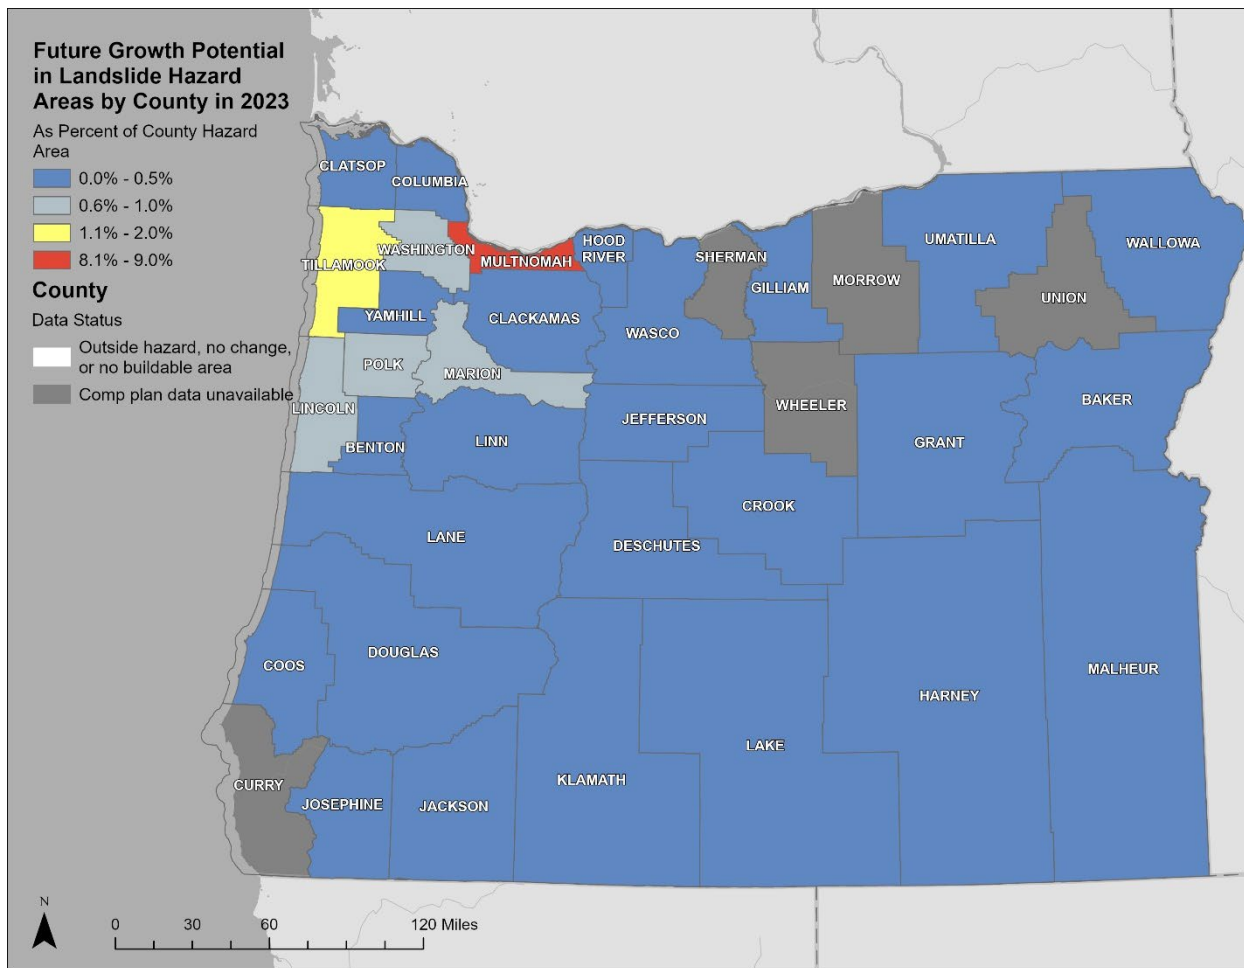 Future Growth Potential
in Landslide Hazard
Areas by County in 2023
As Percent of County Hazard
Area
0.0% - 0.5%
0.6% - 1.0%
1.1% - 2.0%
8.1% - 9.0%
County
Data Status
Outside hazard, no change,
or no buildable area
Comp plan data unavailable
CLATSOP
COLUMBIA
TILLAMOOK
WASHINGTON
MULTNOMAH
HOOD
RIVER
SHERMAN
GILLIAM
MORROW
UMATILLA
UNION
WALLOWA
YAMHILL
CLACKAMAS
WASCO
POLK
MARION
LINCOLN
BENTON
LINN
JEFFERSON
WHEELER
GRANT
BAKER
LANE
CROOK
DESCHUTES
COOS
DOUGLAS
HARNEY
MALHEUR
LAKE
KLAMATH
CURRY
JOSEPHINE
JACKSON
N
0 30 60 120 Miles